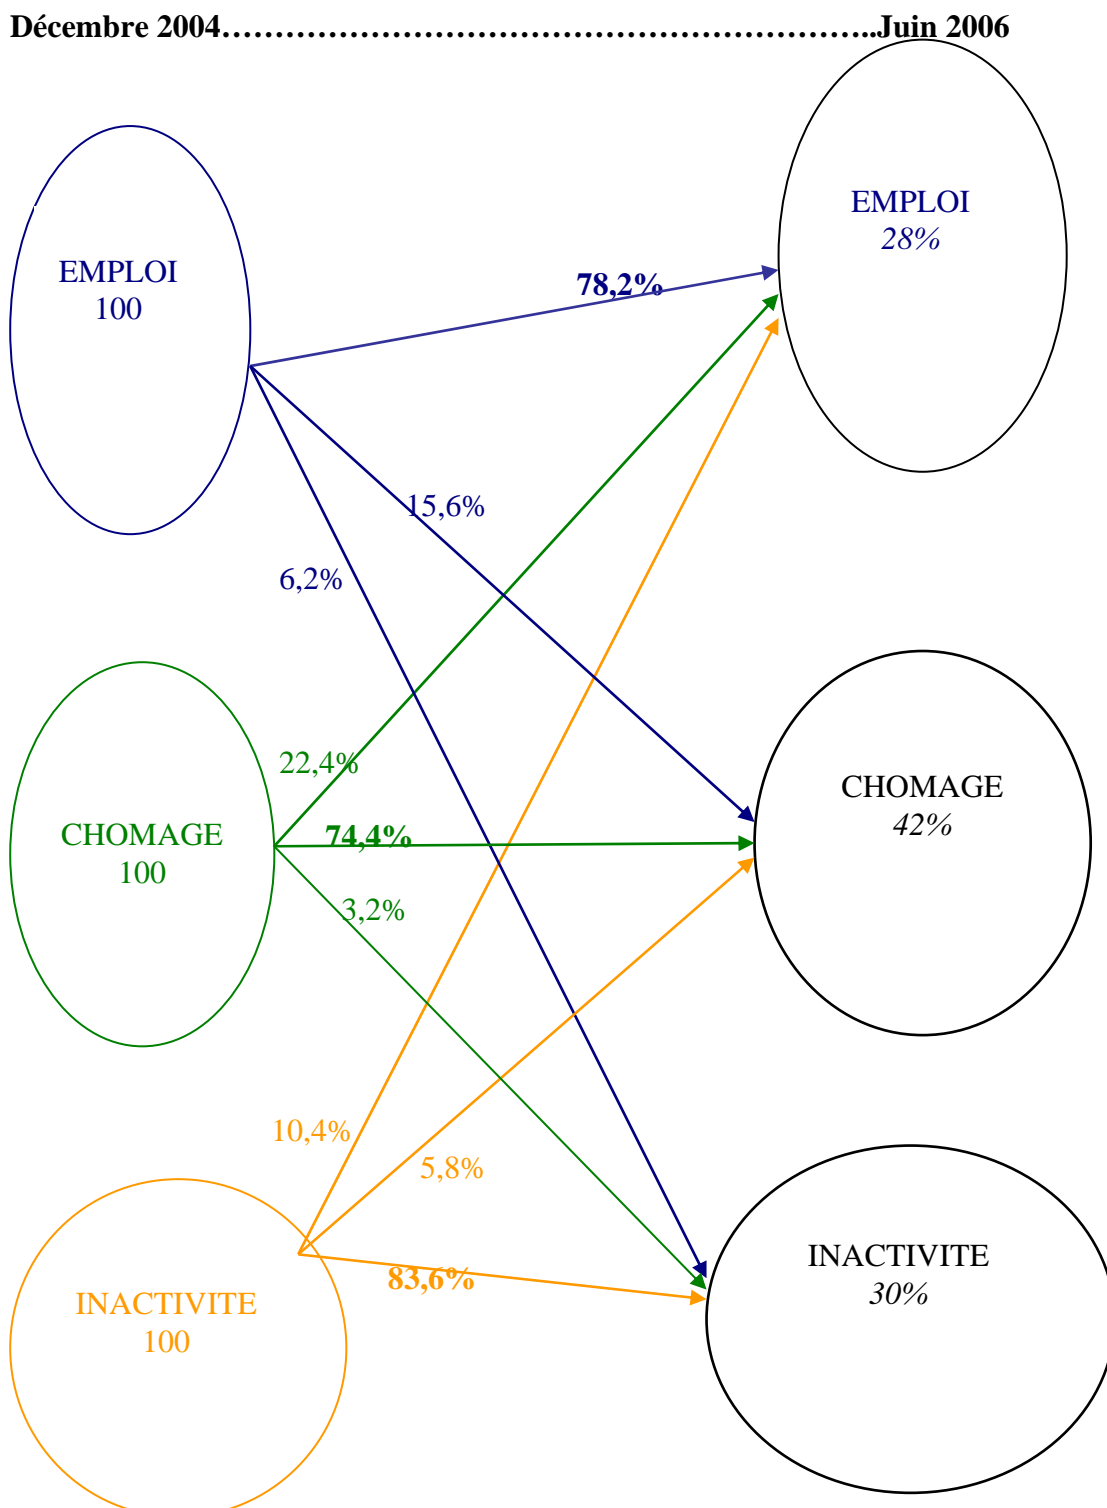 Décembre 2004………………………………………………………..Juin 2006
EMPLOI
28%
EMPLOI
100
78,2%
15,6%
6,2%
22,4%
CHOMAGE
42%
CHOMAGE
100
74,4%
3,2%
10,4%
5,8%
INACTIVITE
30%
83,6%
INACTIVITE
100